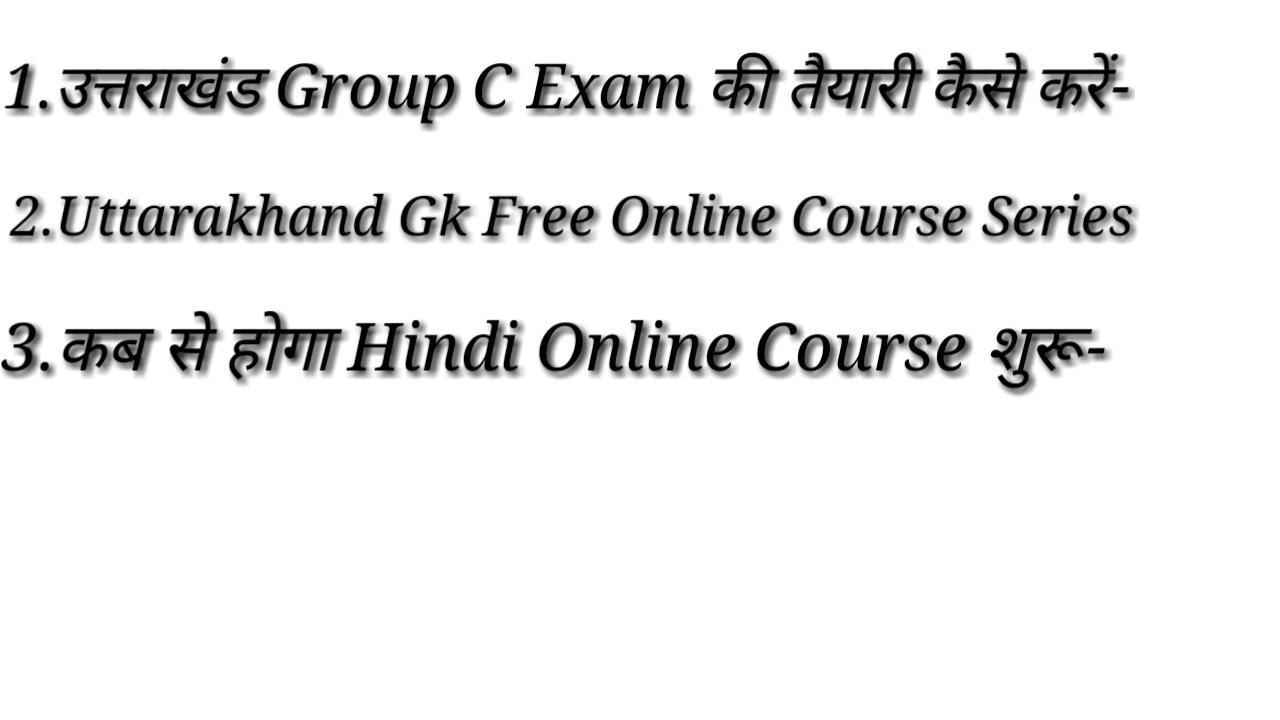 1.उत्तराखंड Group C Exam की तैयारी कैसे करें-
2.Uttarakhand Gk Free Online Course Series
3.कब से होगा Hindi Online Course शुरू-